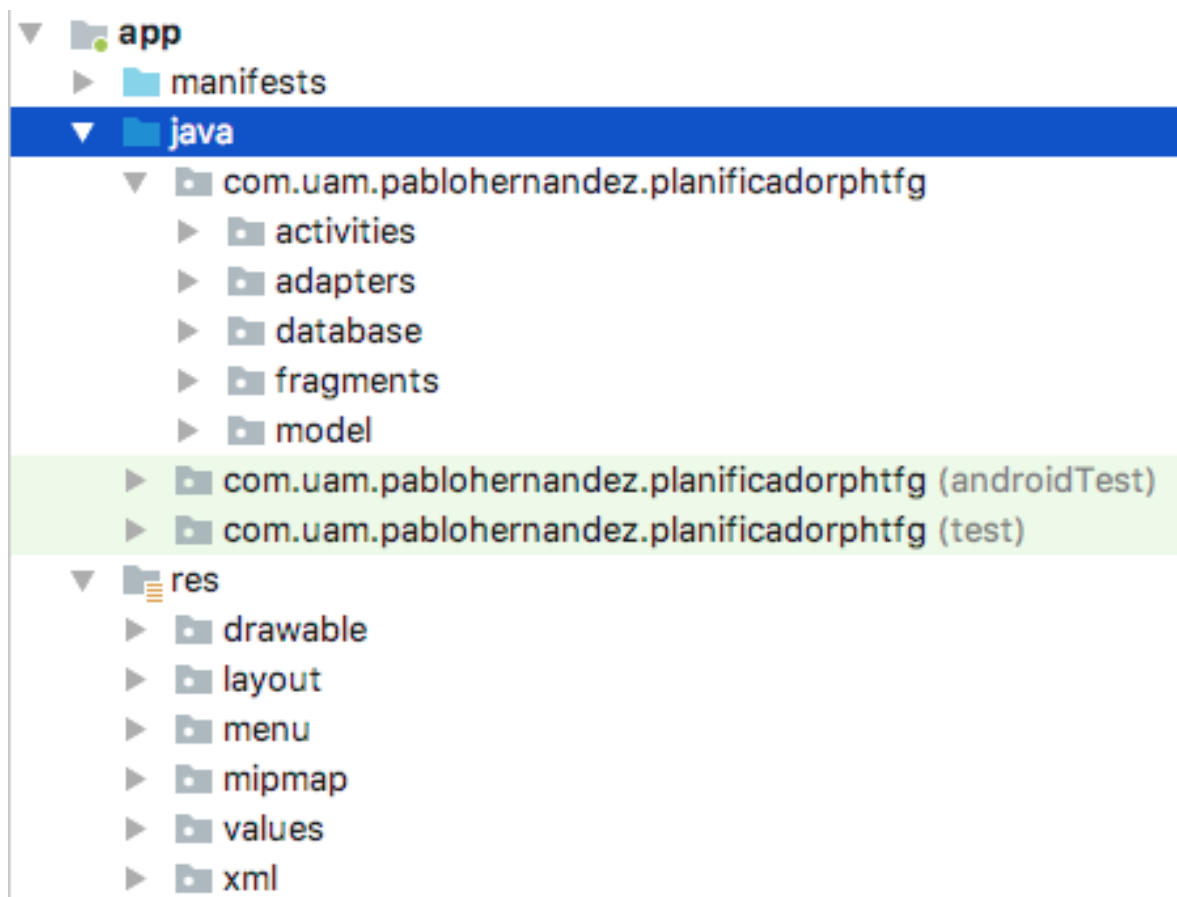 app
manifests
java
com.uam.pablohernandez.planificadorphtfg
activities
adapters
database
fragments
model
com.uam.pablohernandez.planificadorphtfg (androidTest)
com.uam.pablohernandez.planificadorphtfg (test)
res
drawable
layout
menu
mipmap
values
xml